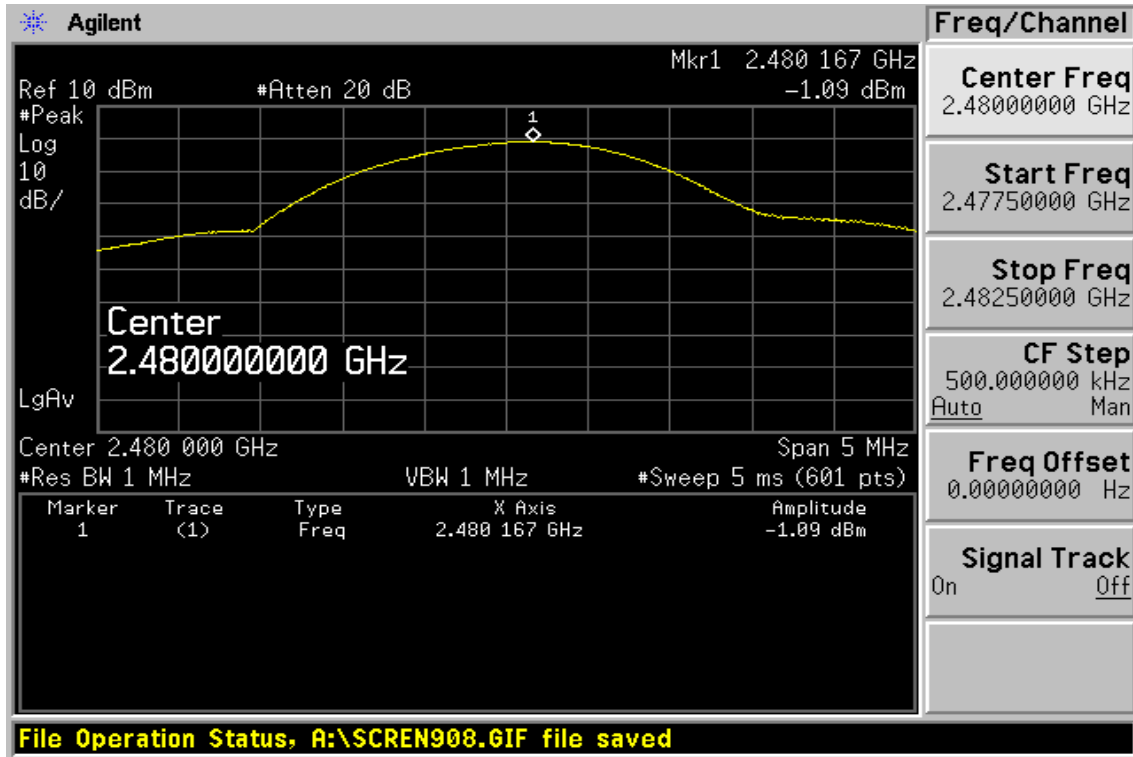 Agilent
Freq/Channel
Mkr1 2.480 167 GHz
Ref 10 dBm #Atten 20 dB -1.09 dBm
#Peak
Log
10
dB/
1
Center
2.480000000 GHz
LgAv
Center 2.480 000 GHz Span 5 MHz
#Res BW 1 MHz VBW 1 MHz #Sweep 5 ms (601 pts)
Marker Trace Type X Axis Amplitude
1 (1) Freq 2.480 167 GHz -1.09 dBm
Center Freq
2.48000000 GHz
Start Freq
2.47750000 GHz
Stop Freq
2.48250000 GHz
CF Step
500.000000 kHz
Auto Man
Freq Offset
0.00000000 Hz
Signal Track
On Off
File Operation Status, A:\SCREN908.GIF file saved